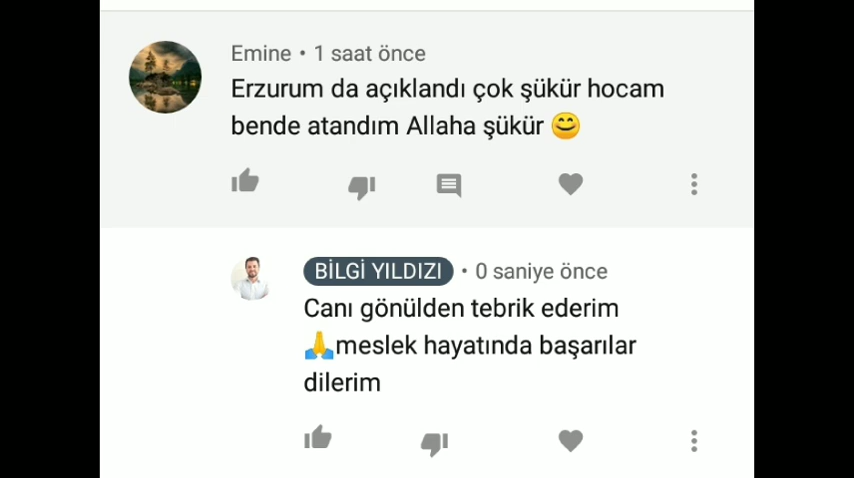 Emine • 1 saat önce
Erzurum da açıklandı çok şükür hocam
bende atandım Allaha şükür 😊
BİLGİ YILDIZI • 0 saniye önce
Canı gönülden tebrik ederim
🙏meslek hayatında başarılar
dilerim